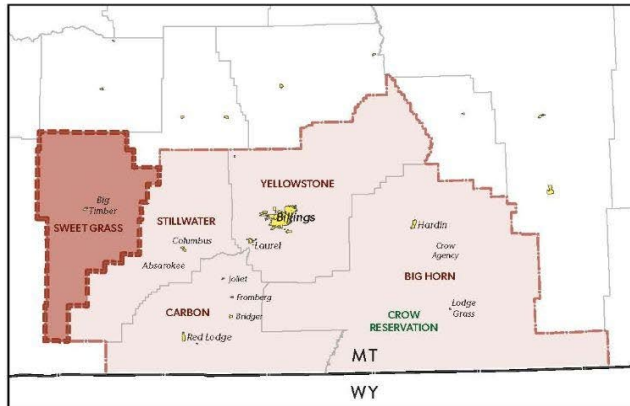 YELLOWSTONE
Big
Timber
SWEET GRASS
STILLWATER
Billings
Hardin
Columbus
Laurel
Crow
Agency
Absarokee
Joliet
BIG HORN
Fromberg
CARBON
Bridger
Lodge
Grass
CROW
RESERVATION
Red Lodge
MT
WY